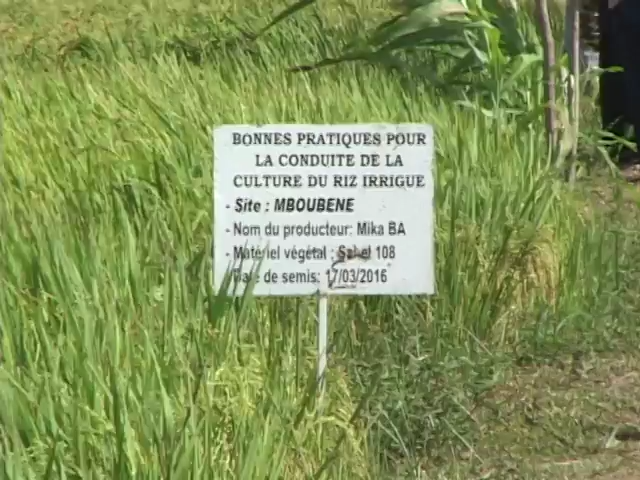 BONNES PRATIQUES POUR
LA CONDUITE DE LA
CULTURE DU RIZ IRRIGUE
- Site : MBOUBENE
- Nom du producteur: Mika BA
- Matériel végétal : Sahel 108
Date de semis: 17/03/2016